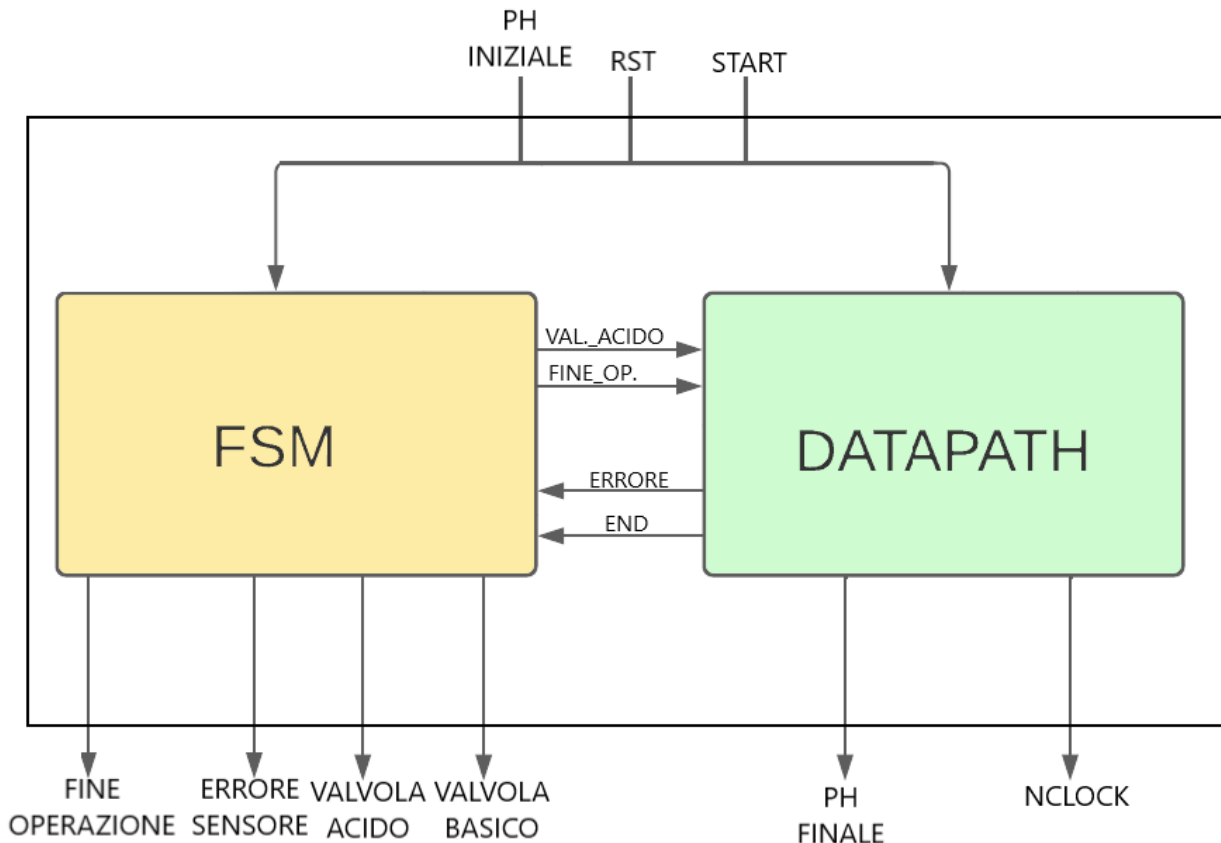 PH
INIZIALE
RST
START
VAL._ACIDO
FINE_OP.
FSM
DATAPATH
ERRORE
END
FINE
OPERAZIONE
ERRORE
SENSORE
VALVOLA
ACIDO
VALVOLA
BASICO
PH
FINALE
NCLOCK